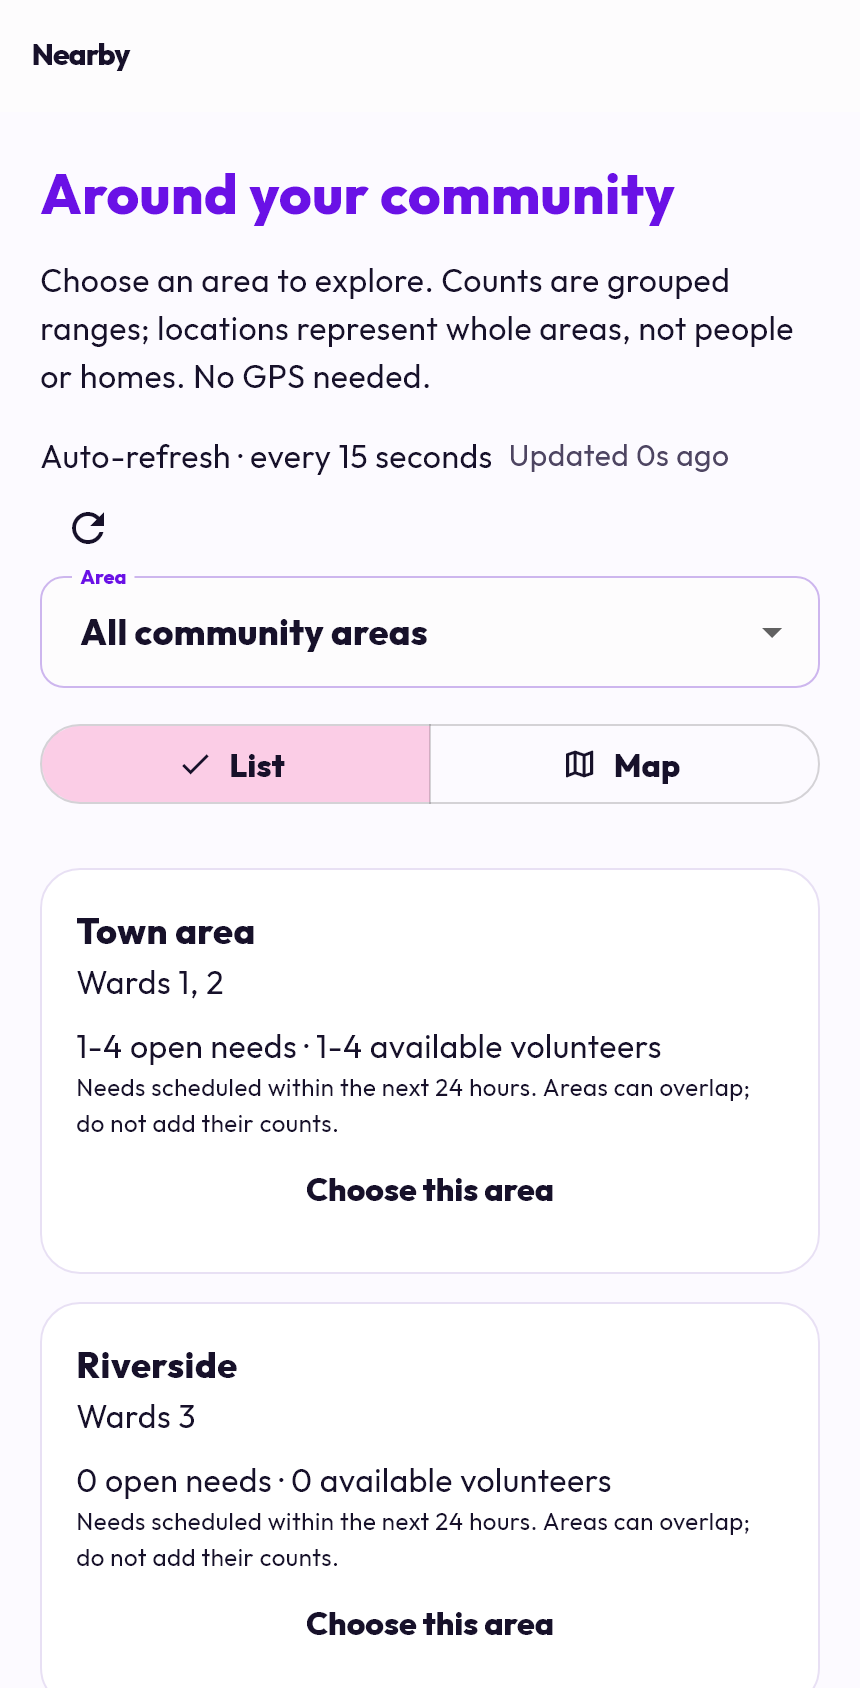 Nearby
Around your community
Choose an area to explore. Counts are grouped
ranges; locations represent whole areas, not people
or homes. No GPS needed.
Auto-refresh · every 15 seconds Updated 0s ago
Area
All community areas
List Map
Town area
Wards 1, 2
1-4 open needs · 1-4 available volunteers
Needs scheduled within the next 24 hours. Areas can overlap;
do not add their counts.
Choose this area
Riverside
Wards 3
0 open needs · 0 available volunteers
Needs scheduled within the next 24 hours. Areas can overlap;
do not add their counts.
Choose this area